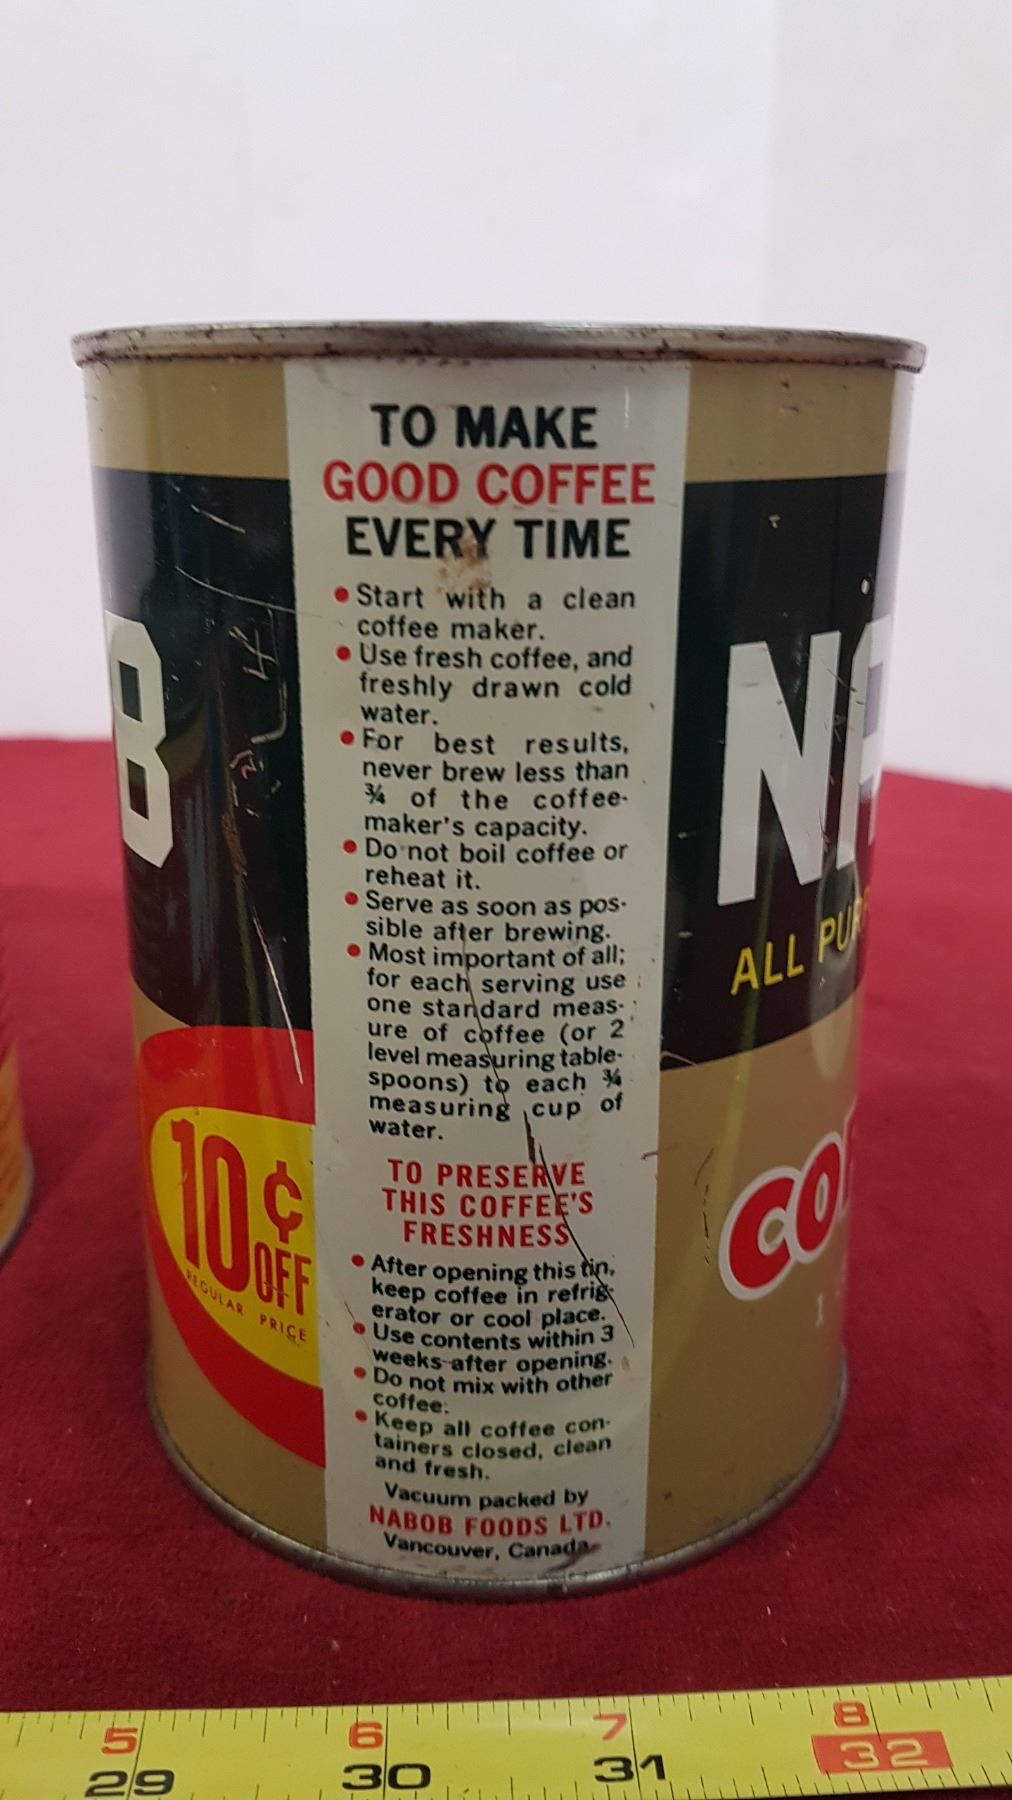 TO MAKE
GOOD COFFEE
EVERY TIME
• Start with a clean
coffee maker.
• Use fresh coffee, and
freshly drawn cold
water.
• For best results,
never brew less than
¾ of the coffee-
maker's capacity.
• Do not boil coffee or
reheat it.
• Serve as soon as pos-
sible after brewing.
• Most important of all;
for each serving use
one standard meas-
ure of coffee (or 2
level measuring table-
spoons) to each ¾
measuring cup of
water.
TO PRESERVE
THIS COFFEE'S
FRESHNESS
• After opening this tin,
keep coffee in refrig-
erator or cool place.
• Use contents within 3
weeks after opening.
• Do not mix with other
coffee.
• Keep all coffee con-
tainers closed, clean
and fresh.
Vacuum packed by
NABOB FOODS LTD.
Vancouver, Canada
B
10¢
OFF
REGULAR PRICE
NA
ALL PUR
CO
1
5 6 7 8
29 30 31 32